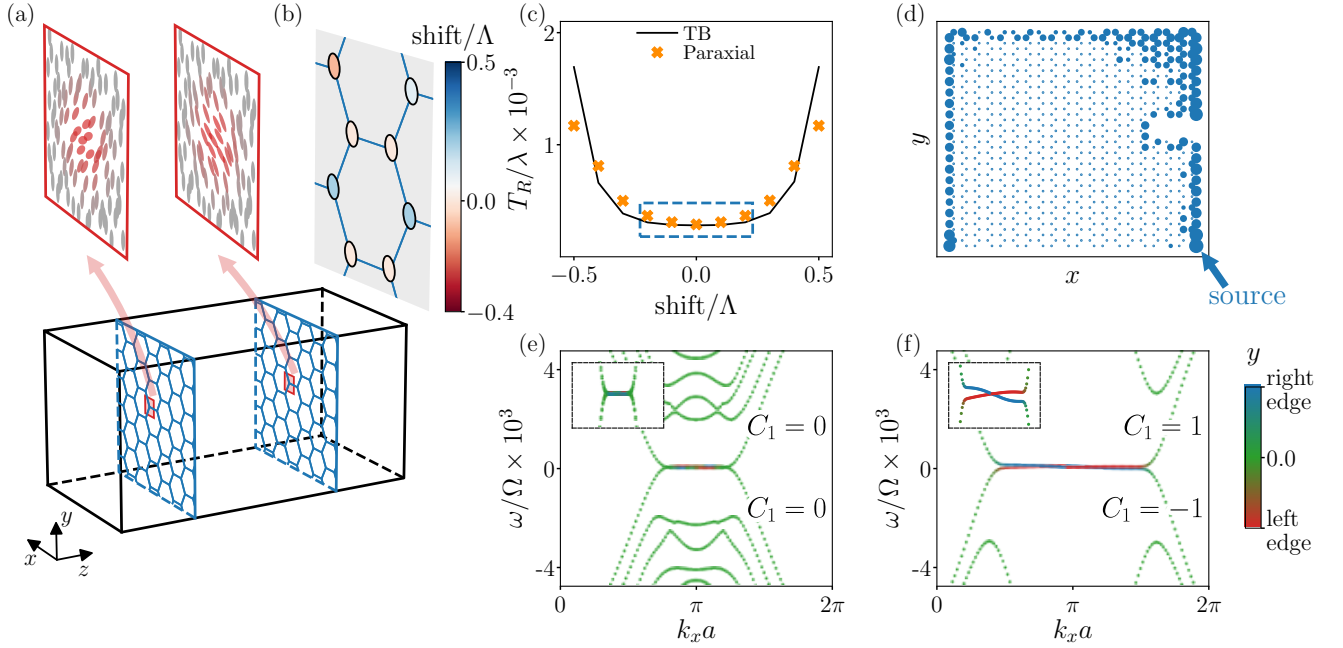 (a)
(b)
shift/Λ
0.5
0.0
−0.4
x
y
z
(c)
2
1
T_R/λ × 10^{−3}
TB
Paraxial
−0.5
0.0
0.5
shift/Λ
(d)
y
x
source
(e)
4
0
-4
ω/Ω × 10^3
C_1 = 0
C_1 = 0
0
π
2π
k_x a
(f)
4
0
-4
ω/Ω × 10^3
C_1 = 1
C_1 = −1
0
π
2π
k_x a
y
right
edge
0.0
left
edge